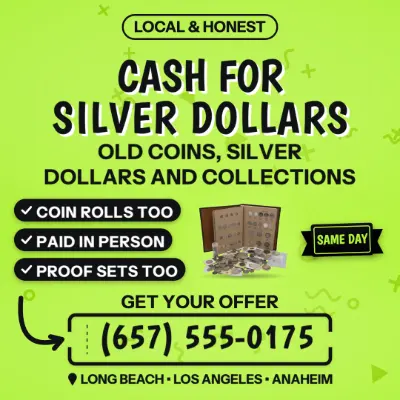 LOCAL & HONEST
CASH FOR
SILVER DOLLARS
OLD COINS, SILVER
DOLLARS AND COLLECTIONS
COIN ROLLS TOO
PAID IN PERSON
PROOF SETS TOO
SAME DAY
GET YOUR OFFER
(657) 555-0175
LONG BEACH • LOS ANGELES • ANAHEIM